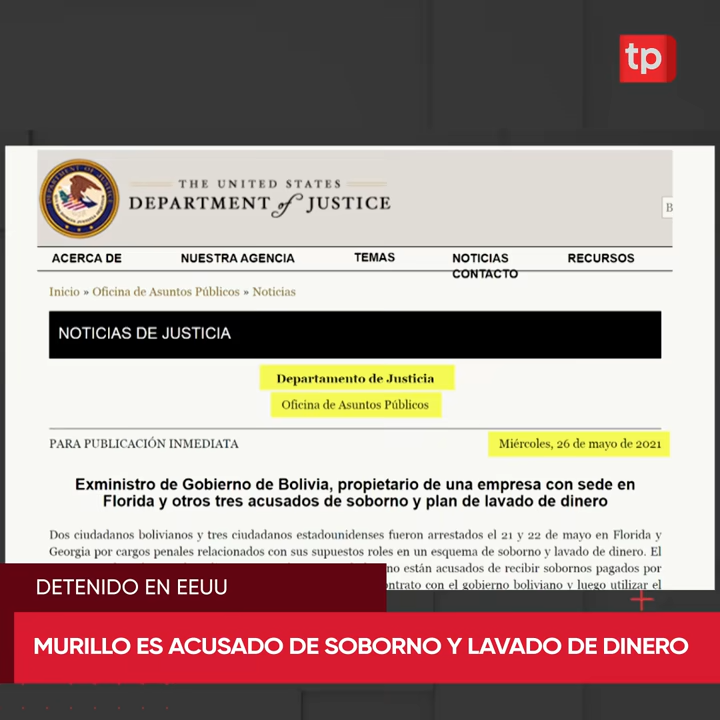 tp
THE UNITED STATES
DEPARTMENT of JUSTICE
B
ACERCA DE NUESTRA AGENCIA TEMAS NOTICIAS RECURSOS
CONTACTO
Inicio » Oficina de Asuntos Públicos » Noticias
NOTICIAS DE JUSTICIA
Departamento de Justicia
Oficina de Asuntos Públicos
PARA PUBLICACIÓN INMEDIATA Miércoles, 26 de mayo de 2021
Exministro de Gobierno de Bolivia, propietario de una empresa con sede en
Florida y otros tres acusados de soborno y plan de lavado de dinero
Dos ciudadanos bolivianos y tres ciudadanos estadounidenses fueron arrestados el 21 y 22 de mayo en Florida y
Georgia por cargos penales relacionados con sus supuestos roles en un esquema de soborno y lavado de dinero. El
no están acusados de recibir sobornos pagados por
con el gobierno boliviano y luego utilizar el
DETENIDO EN EEUU
MURILLO ES ACUSADO DE SOBORNO Y LAVADO DE DINERO